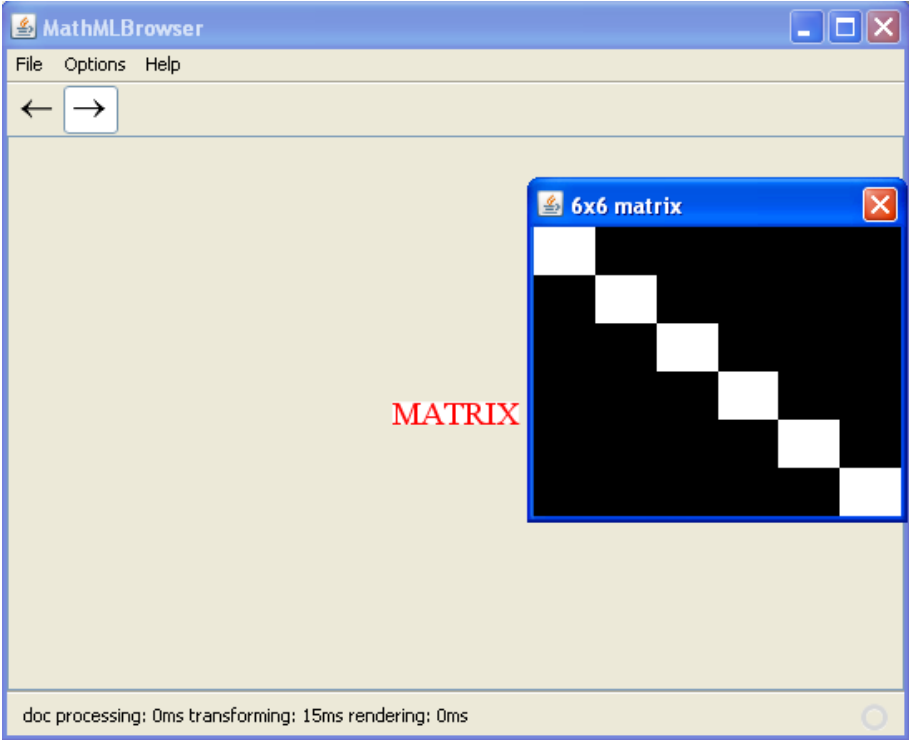 MathMLBrowser
File Options Help
6x6 matrix
MATRIX
doc processing: 0ms transforming: 15ms rendering: 0ms